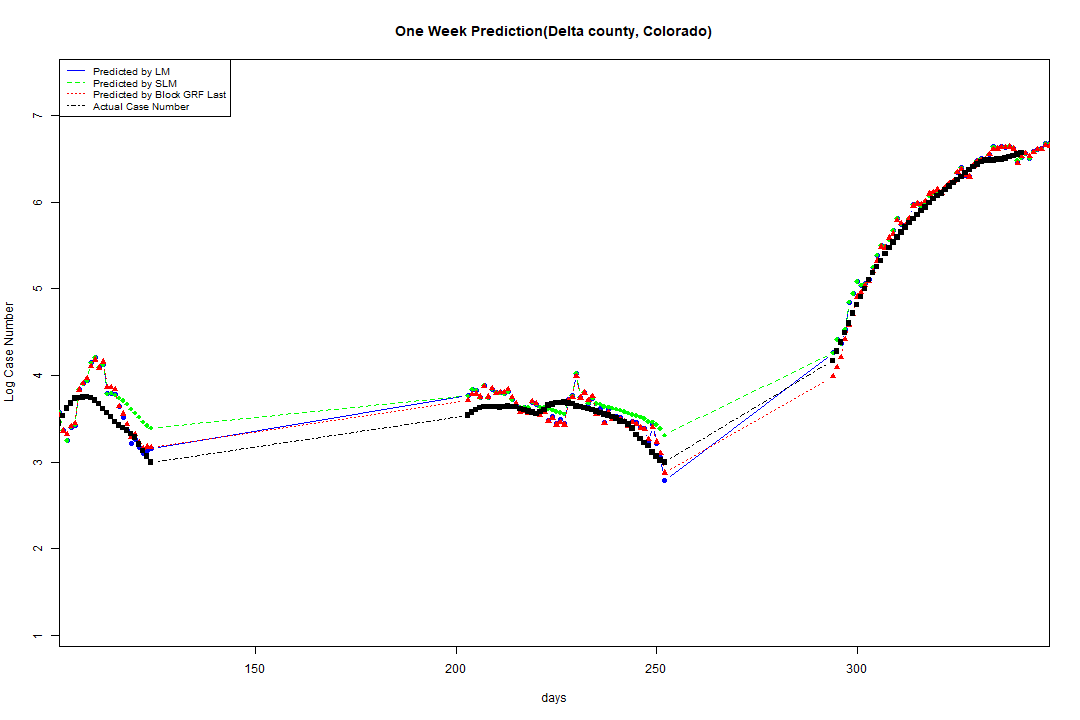 One Week Prediction(Delta county, Colorado)
Predicted by LM
Predicted by SLM
Predicted by Block GRF Last
Actual Case Number
Log Case Number
7
6
5
4
3
2
1
150 200 250 300
days